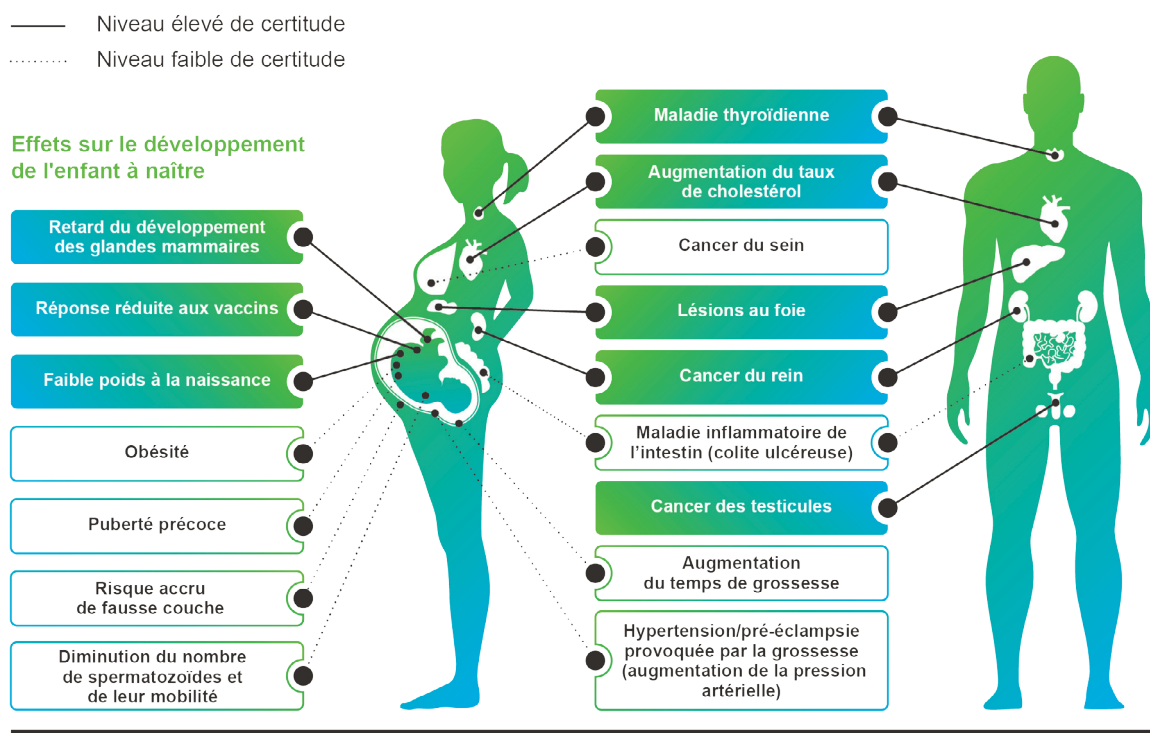 Niveau élevé de certitude
Niveau faible de certitude
Effets sur le développement
de l'enfant à naître
Retard du développement
des glandes mammaires
Réponse réduite aux vaccins
Faible poids à la naissance
Obésité
Puberté précoce
Risque accru
de fausse couche
Diminution du nombre
de spermatozoïdes et
de leur mobilité
Maladie thyroïdienne
Augmentation du taux
de cholestérol
Cancer du sein
Lésions au foie
Cancer du rein
Maladie inflammatoire de
l’intestin (colite ulcéreuse)
Cancer des testicules
Augmentation
du temps de grossesse
Hypertension/pré-éclampsie
provoquée par la grossesse
(augmentation de la pression
artérielle)